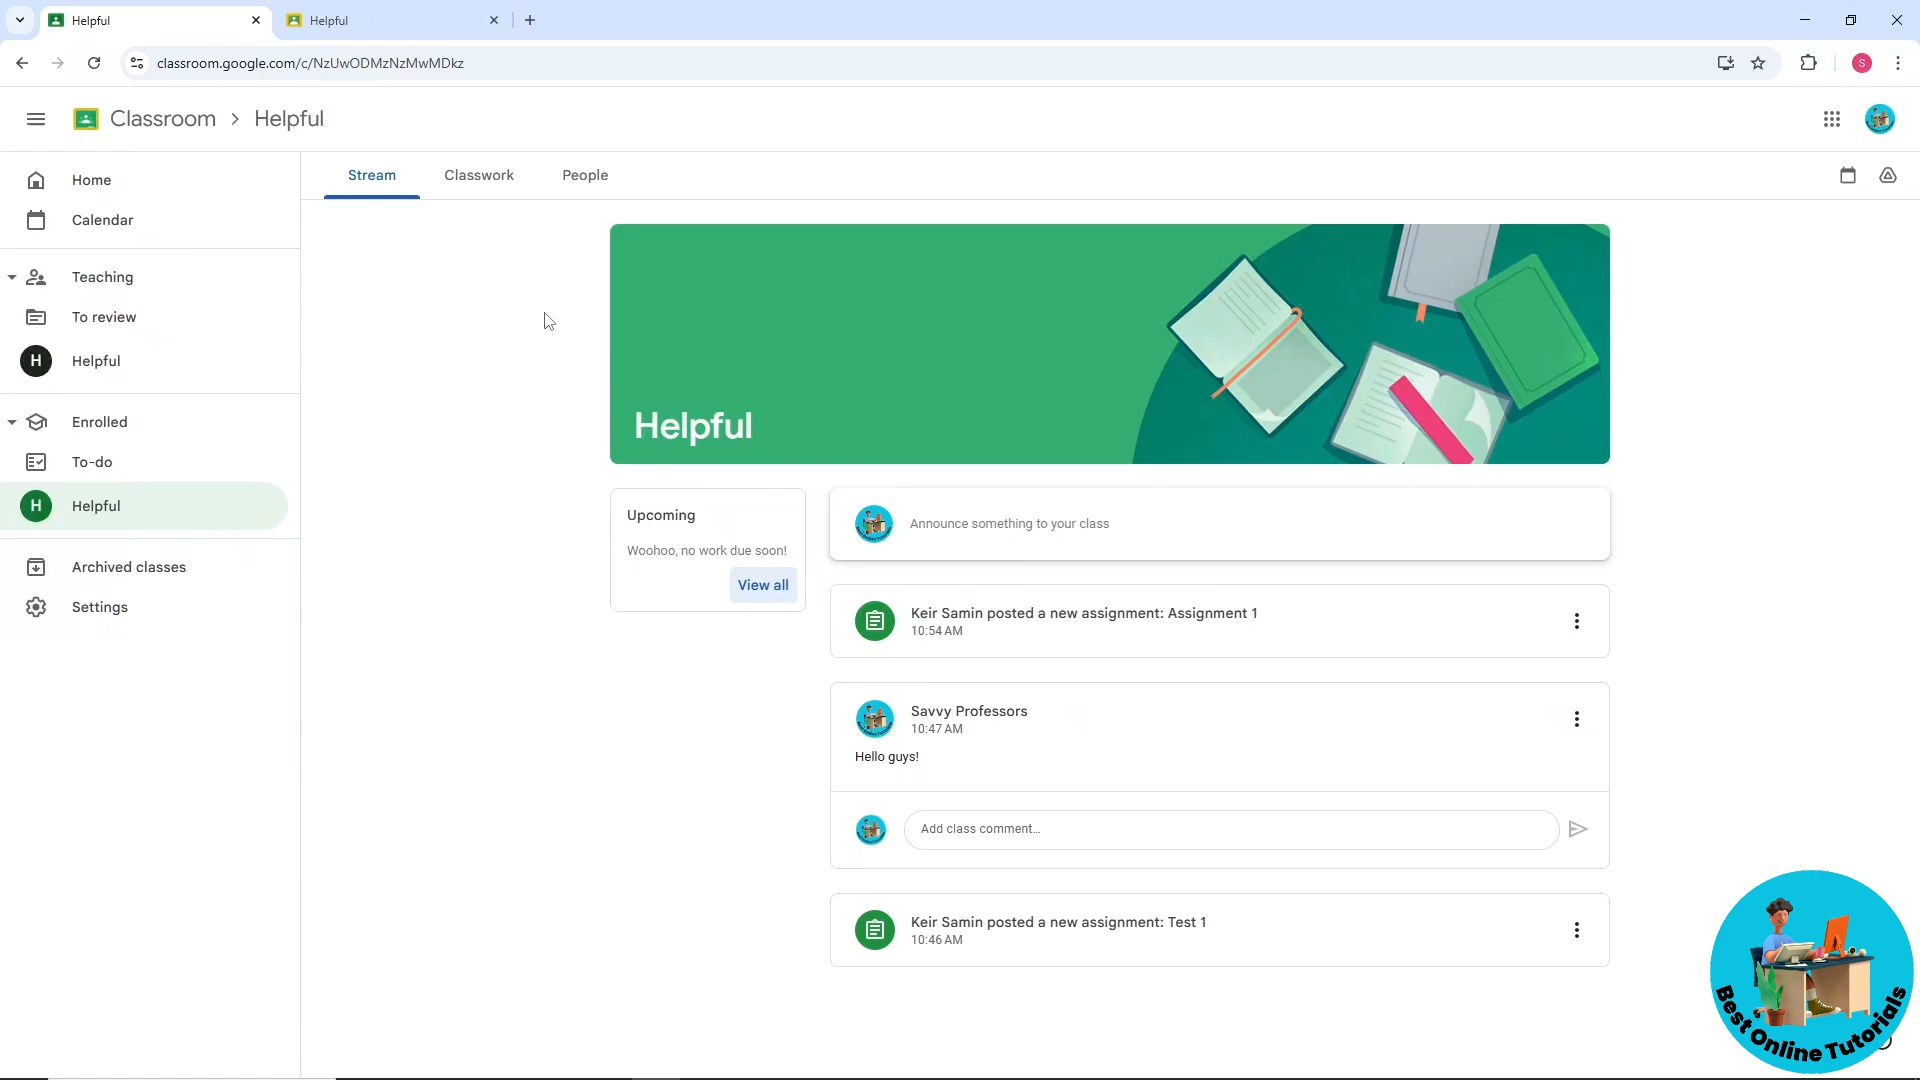 Helpful
Helpful
classroom.google.com/c/NzUwODMzNzMwMDkz
S
Classroom > Helpful
Home
Calendar
Teaching
To review
H Helpful
Enrolled
To-do
H Helpful
Archived classes
Settings
Stream Classwork People
Helpful
Upcoming
Woohoo, no work due soon!
View all
Announce something to your class
Keir Samin posted a new assignment: Assignment 1
10:54 AM
Savvy Professors
10:47 AM
Hello guys!
Add class comment...
Keir Samin posted a new assignment: Test 1
10:46 AM
Best Online Tutorials